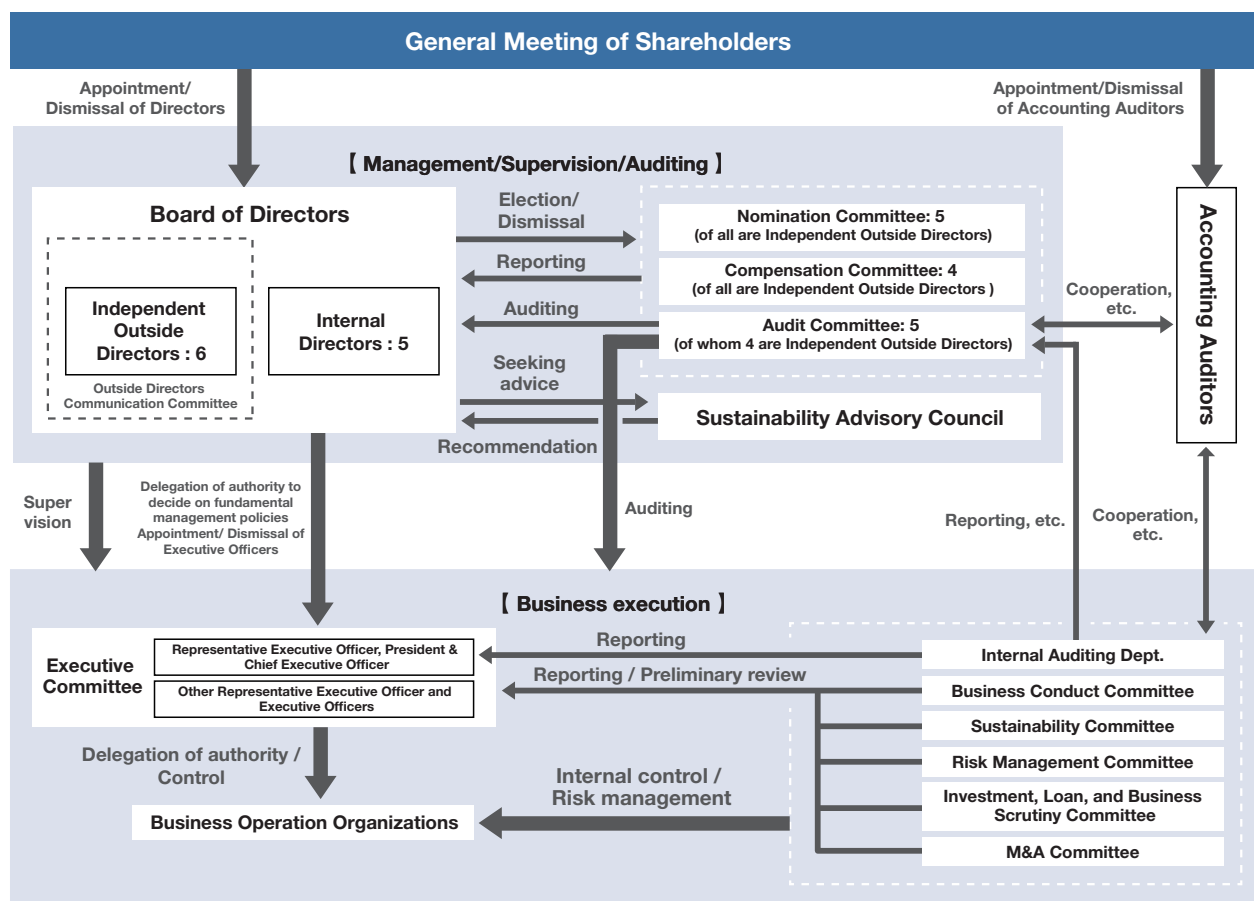 General Meeting of Shareholders
Appointment/
Dismissal of Directors
Appointment/Dismissal
of Accounting Auditors
【 Management/Supervision/Auditing 】
Board of Directors
Independent
Outside
Directors : 6
Outside Directors
Communication Committee
Internal
Directors : 5
Election/
Dismissal
Reporting
Auditing
Seeking
advice
Recommendation
Nomination Committee: 5
(of all are Independent Outside Directors)
Compensation Committee: 4
(of all are Independent Outside Directors )
Audit Committee: 5
(of whom 4 are Independent Outside Directors)
Sustainability Advisory Council
Cooperation,
etc.
Accounting Auditors
Super
vision
Delegation of authority to
decide on fundamental
management policies
Appointment/ Dismissal of
Executive Officers
Auditing
Reporting, etc.
Cooperation,
etc.
【 Business execution 】
Executive
Committee
Representative Executive Officer, President &
Chief Executive Officer
Other Representative Executive Officer and
Executive Officers
Reporting
Reporting / Preliminary review
Internal Auditing Dept.
Business Conduct Committee
Sustainability Committee
Risk Management Committee
Investment, Loan, and Business
Scrutiny Committee
M&A Committee
Delegation of authority /
Control
Internal control /
Risk management
Business Operation Organizations